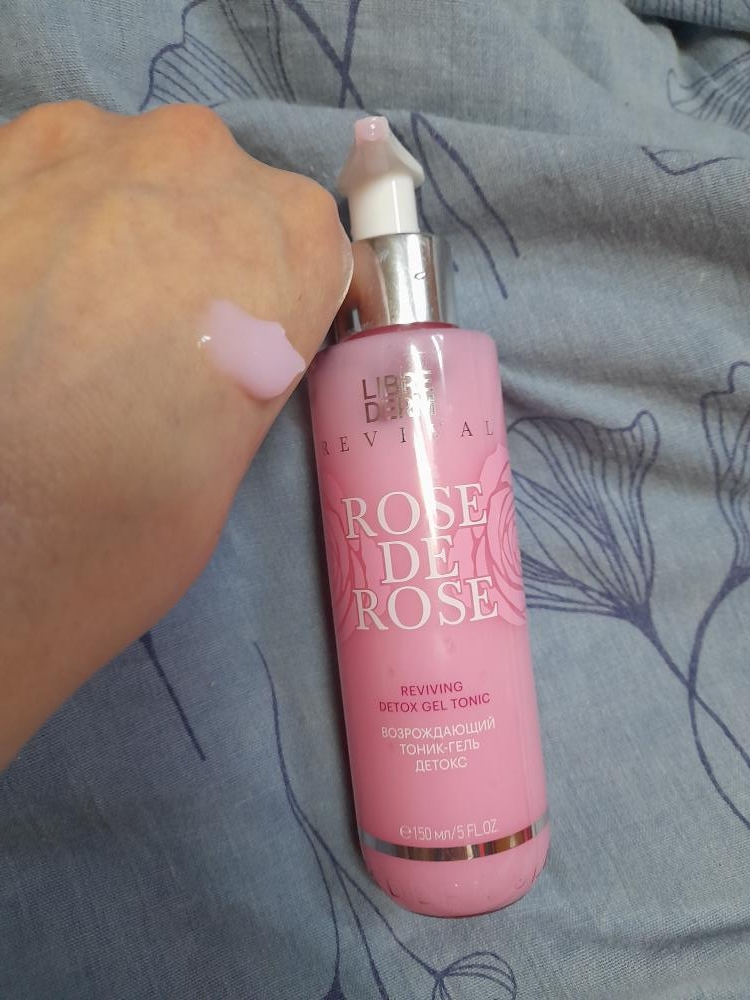 LIBRE
DERM
REVIVAL
ROSE
DE
ROSE
REVIVING
DETOX GEL TONIC
ВОЗРОЖДАЮЩИЙ
ТОНИК-ГЕЛЬ
ДЕТОКС
℮150 МЛ/5 FL.OZ